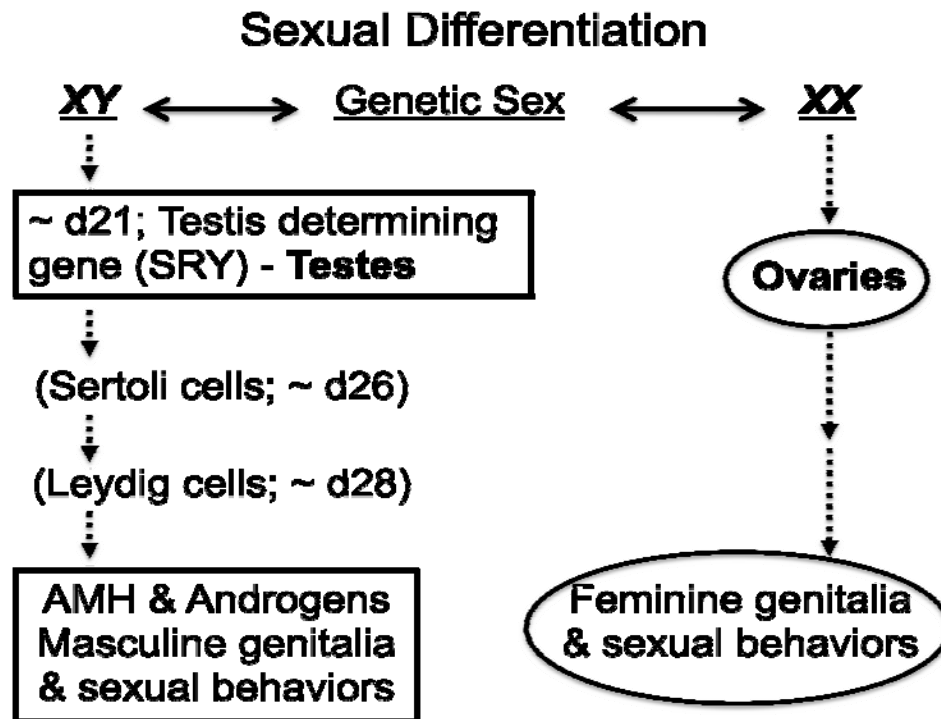 Sexual Differentiation
XY
Genetic Sex
XX
~ d21; Testis determining
gene (SRY) - Testes
Ovaries
(Sertoli cells; ~ d26)
(Leydig cells; ~ d28)
AMH & Androgens
Masculine genitalia
& sexual behaviors
Feminine genitalia
& sexual behaviors